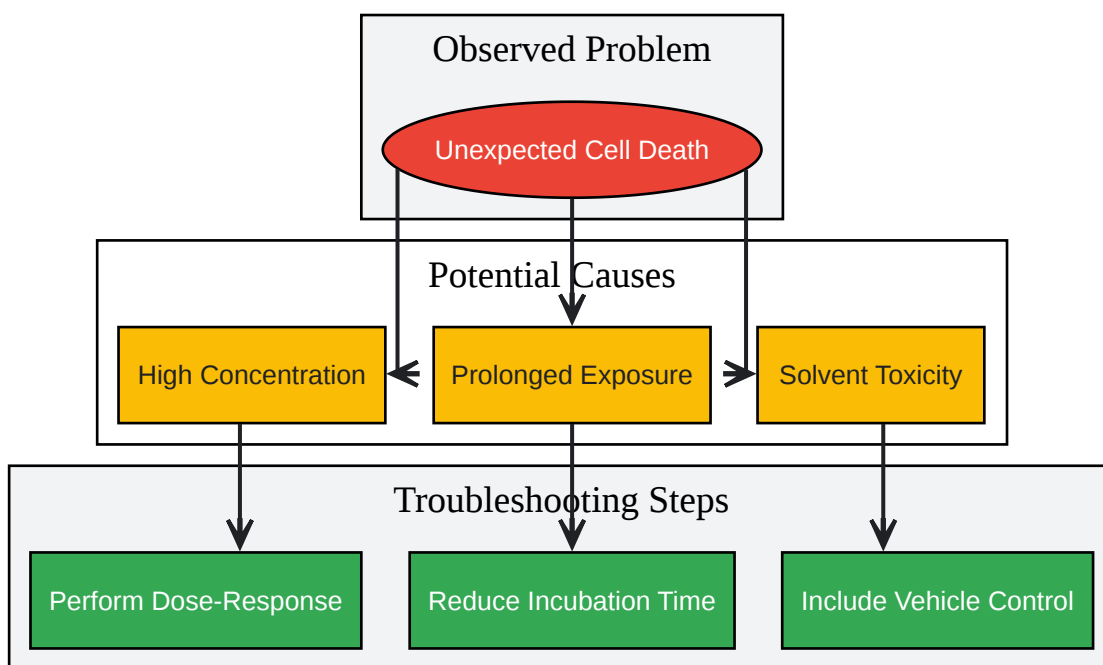 Observed Problem
Unexpected Cell Death
Potential Causes
High Concentration
Prolonged Exposure
Solvent Toxicity
Troubleshooting Steps
Perform Dose-Response
Reduce Incubation Time
Include Vehicle Control